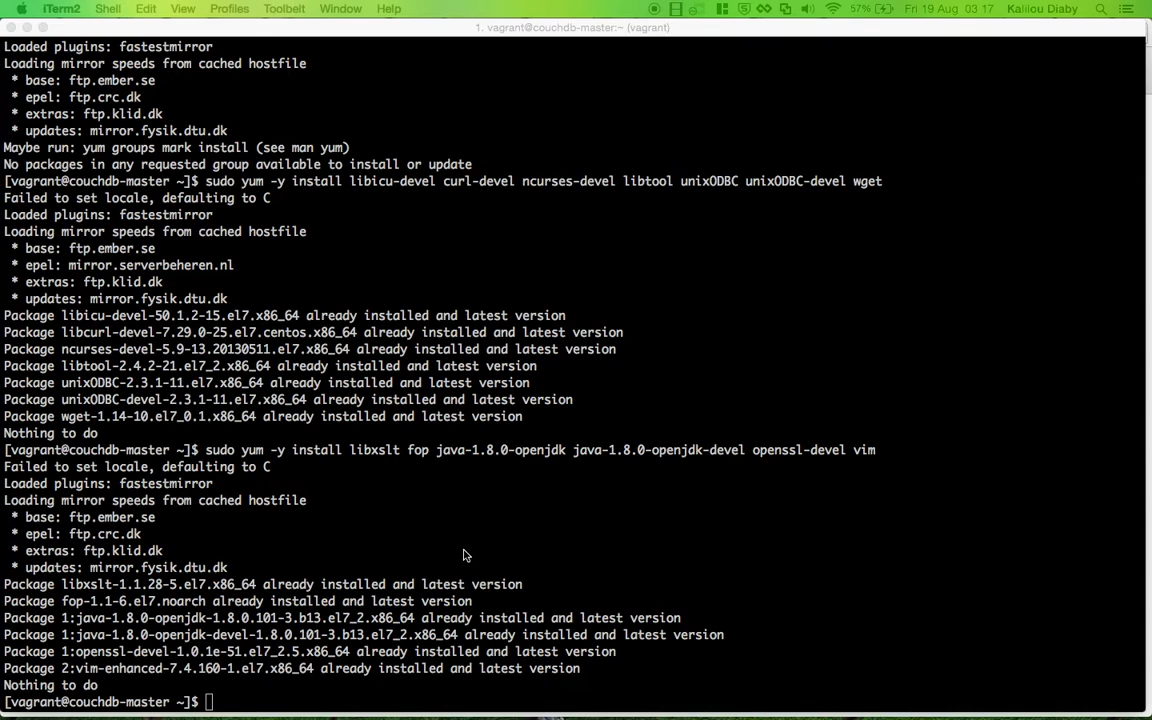 iTerm2 Shell Edit View Profiles Toolbelt Window Help 57% Fri 19 Aug 03 17 Kalilou Diaby
1. vagrant@couchdb-master:~ (vagrant)
Loaded plugins: fastestmirror
Loading mirror speeds from cached hostfile
 * base: ftp.ember.se
 * epel: ftp.crc.dk
 * extras: ftp.klid.dk
 * updates: mirror.fysik.dtu.dk
Maybe run: yum groups mark install (see man yum)
No packages in any requested group available to install or update
[vagrant@couchdb-master ~]$ sudo yum -y install libicu-devel curl-devel ncurses-devel libtool unixODBC unixODBC-devel wget
Failed to set locale, defaulting to C
Loaded plugins: fastestmirror
Loading mirror speeds from cached hostfile
 * base: ftp.ember.se
 * epel: mirror.serverbeheren.nl
 * extras: ftp.klid.dk
 * updates: mirror.fysik.dtu.dk
Package libicu-devel-50.1.2-15.el7.x86_64 already installed and latest version
Package libcurl-devel-7.29.0-25.el7.centos.x86_64 already installed and latest version
Package ncurses-devel-5.9-13.20130511.el7.x86_64 already installed and latest version
Package libtool-2.4.2-21.el7_2.x86_64 already installed and latest version
Package unixODBC-2.3.1-11.el7.x86_64 already installed and latest version
Package unixODBC-devel-2.3.1-11.el7.x86_64 already installed and latest version
Package wget-1.14-10.el7_0.1.x86_64 already installed and latest version
Nothing to do
[vagrant@couchdb-master ~]$ sudo yum -y install libxslt fop java-1.8.0-openjdk java-1.8.0-openjdk-devel openssl-devel vim
Failed to set locale, defaulting to C
Loaded plugins: fastestmirror
Loading mirror speeds from cached hostfile
 * base: ftp.ember.se
 * epel: ftp.crc.dk
 * extras: ftp.klid.dk
 * updates: mirror.fysik.dtu.dk
Package libxslt-1.1.28-5.el7.x86_64 already installed and latest version
Package fop-1.1-6.el7.noarch already installed and latest version
Package 1:java-1.8.0-openjdk-1.8.0.101-3.b13.el7_2.x86_64 already installed and latest version
Package 1:java-1.8.0-openjdk-devel-1.8.0.101-3.b13.el7_2.x86_64 already installed and latest version
Package 1:openssl-devel-1.0.1e-51.el7_2.5.x86_64 already installed and latest version
Package 2:vim-enhanced-7.4.160-1.el7.x86_64 already installed and latest version
Nothing to do
[vagrant@couchdb-master ~]$